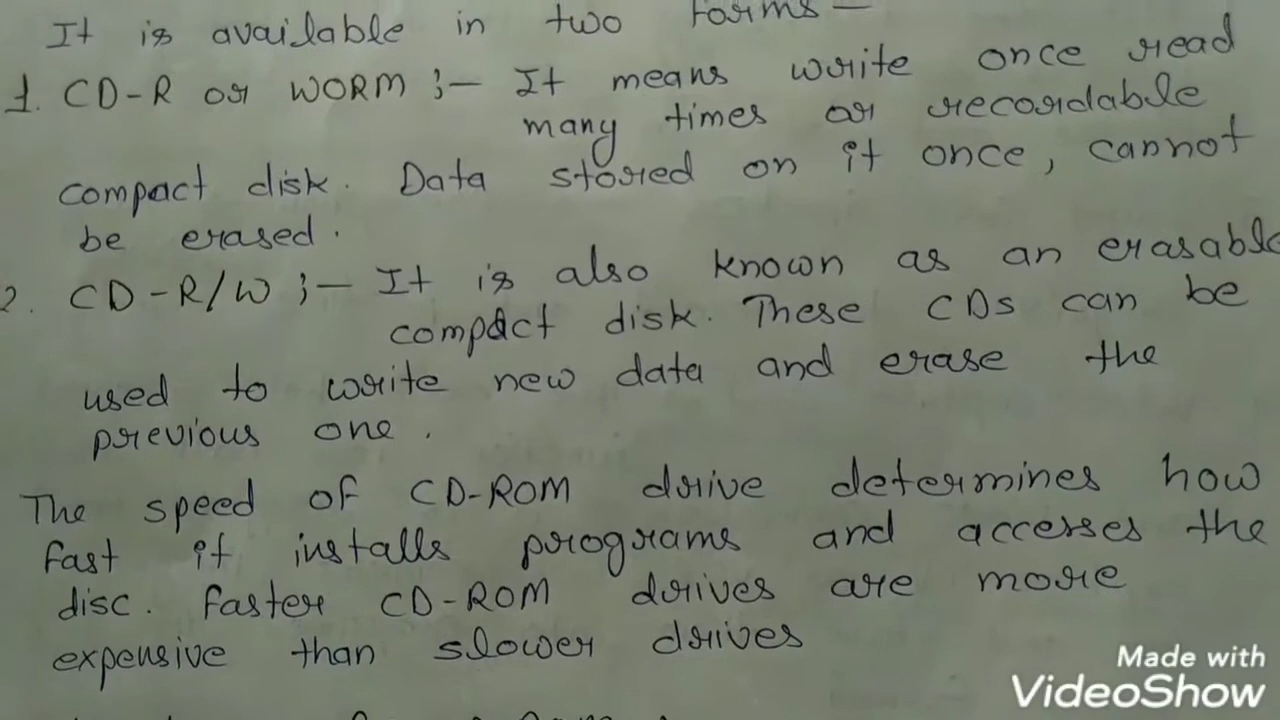 It is available in two forms -
1. CD-R or WORM ;- It means write once read
many times or recordable
compact disk. Data stored on it once, cannot
be erased.
2. CD-R/W ;- It is also known as an erasable
compact disk. These CDs can be
used to write new data and erase the
previous one.
The speed of CD-ROM drive determines how
fast it installs programs and accesses the
disc. Faster CD-ROM drives are more
expensive than slower drives
Made with
VideoShow